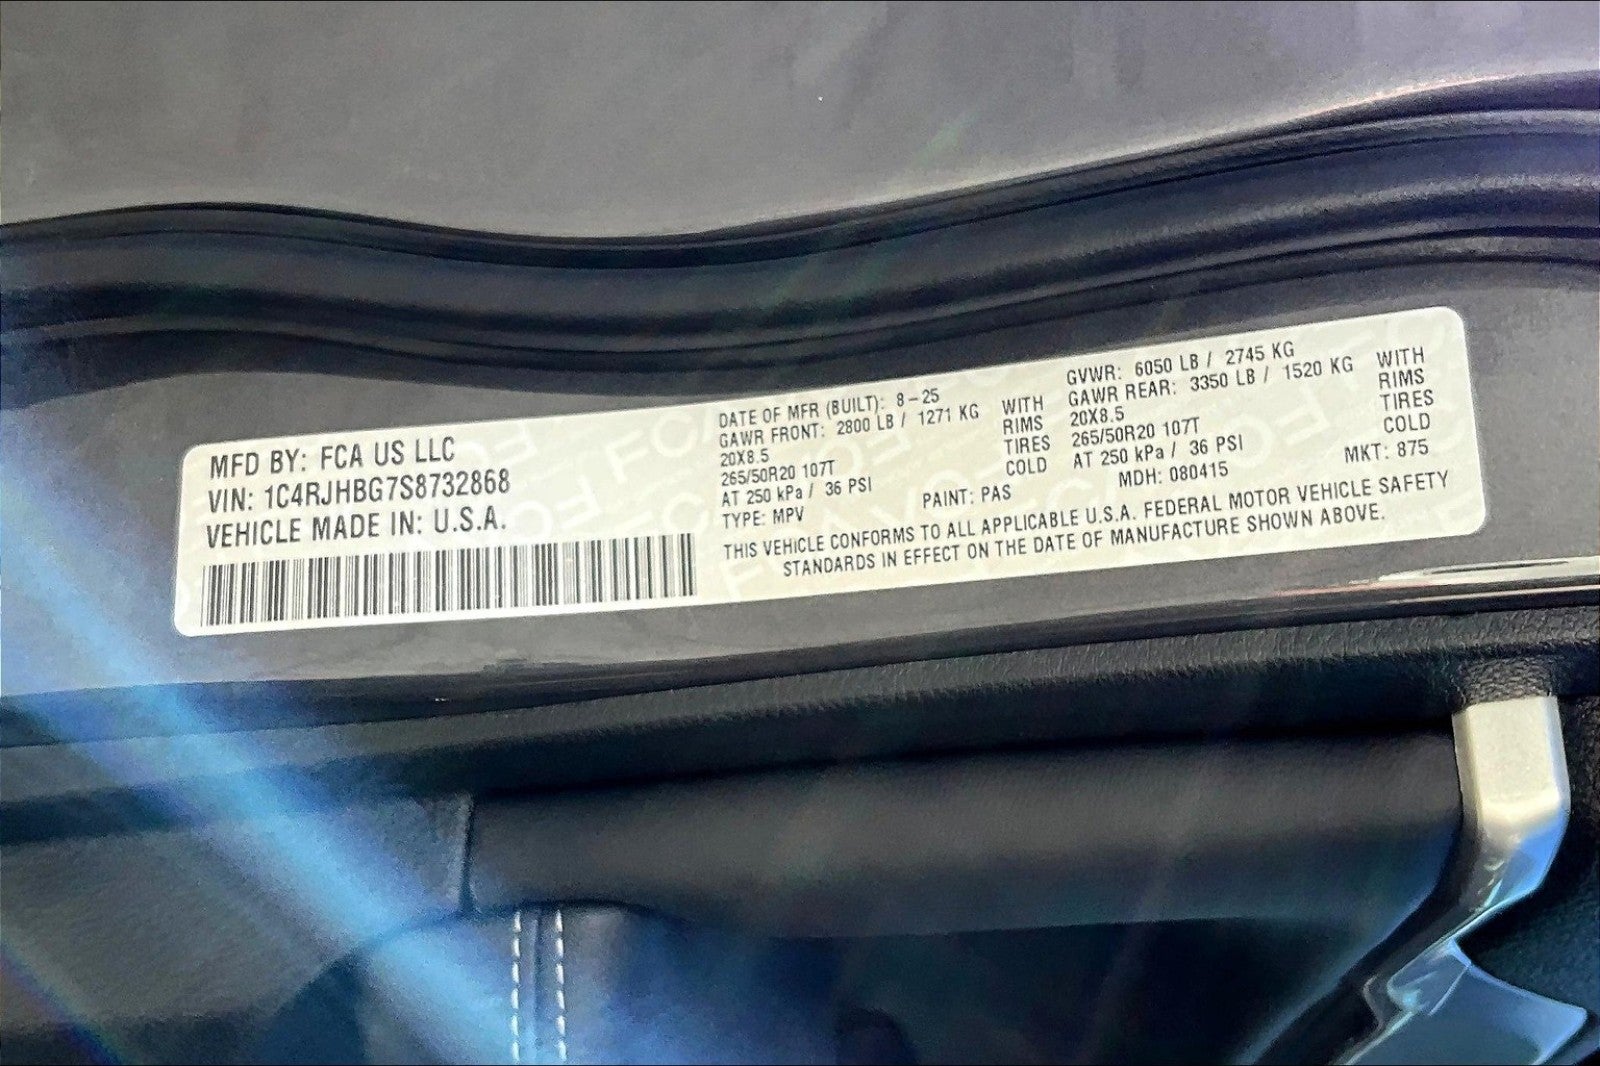 MFD BY: FCA US LLC
VIN: 1C4RJHBG7S8732868
VEHICLE MADE IN: U.S.A.
DATE OF MFR (BUILT): 8-25
GAWR FRONT: 2800 LB / 1271 KG WITH
20X8.5 RIMS
265/50R20 107T TIRES
AT 250 kPa / 36 PSI COLD
GVWR: 6050 LB / 2745 KG
GAWR REAR: 3350 LB / 1520 KG WITH
20X8.5 RIMS
265/50R20 107T TIRES
AT 250 kPa / 36 PSI COLD
TYPE: MPV PAINT: PAS MDH: 080415 MKT: 875
THIS VEHICLE CONFORMS TO ALL APPLICABLE U.S.A. FEDERAL MOTOR VEHICLE SAFETY
STANDARDS IN EFFECT ON THE DATE OF MANUFACTURE SHOWN ABOVE.